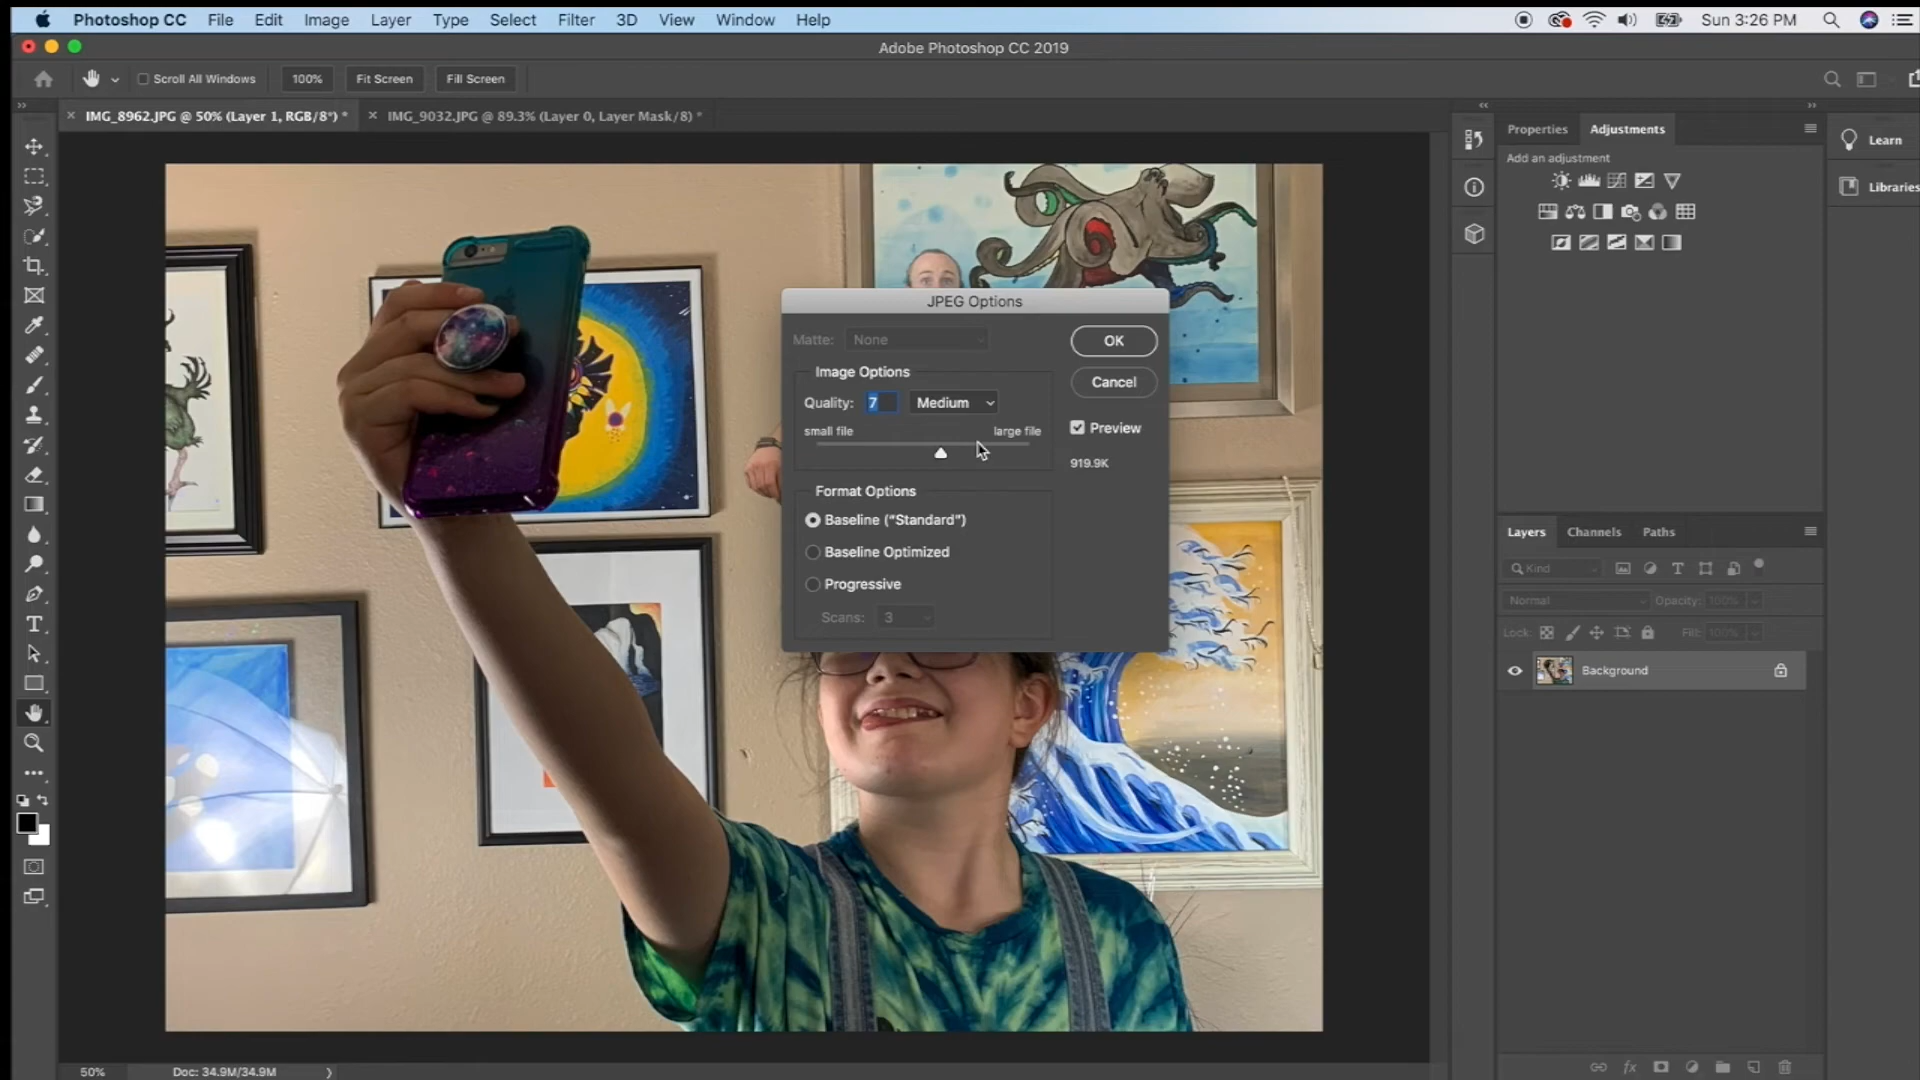 Photoshop CC File Edit Image Layer Type Select Filter 3D View Window Help Sun 3:26 PM
Adobe Photoshop CC 2019
Scroll All Windows 100% Fit Screen Fill Screen
IMG_8962.JPG @ 50% (Layer 1, RGB/8*) * IMG_9032.JPG @ 89.3% (Layer 0, Layer Mask/8) *
Properties Adjustments
Learn
Add an adjustment
Libraries
JPEG Options
Matte: None OK
Image Options
Cancel
Quality: 7 Medium
small file large file
Preview
919.9K
Format Options
Baseline (“Standard”)
Baseline Optimized
Progressive
Scans: 3
Layers Channels Paths
Kind
Normal Opacity: 100%
Lock: Fill: 100%
Background
50% Doc: 34.9M/34.9M